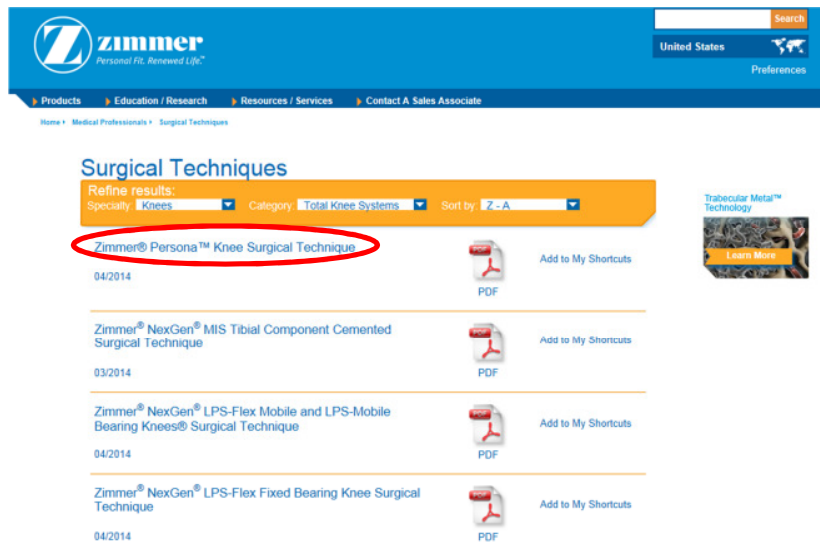 Search
zimmer
Personal Fit. Renewed Life.™
United States
Preferences
Products Education / Research Resources / Services Contact A Sales Associate
Home Medical Professionals Surgical Techniques
Surgical Techniques
Refine results:
Specialty: Knees Category: Total Knee Systems Sort by: Z - A
Trabecular Metal™
Technology
Learn More
Zimmer® Persona™ Knee Surgical Technique
04/2014
PDF
PDF
Add to My Shortcuts
Zimmer® NexGen® MIS Tibial Component Cemented
Surgical Technique
03/2014
PDF
PDF
Add to My Shortcuts
Zimmer® NexGen® LPS-Flex Mobile and LPS-Mobile
Bearing Knees® Surgical Technique
04/2014
PDF
PDF
Add to My Shortcuts
Zimmer® NexGen® LPS-Flex Fixed Bearing Knee Surgical
Technique
04/2014
PDF
PDF
Add to My Shortcuts